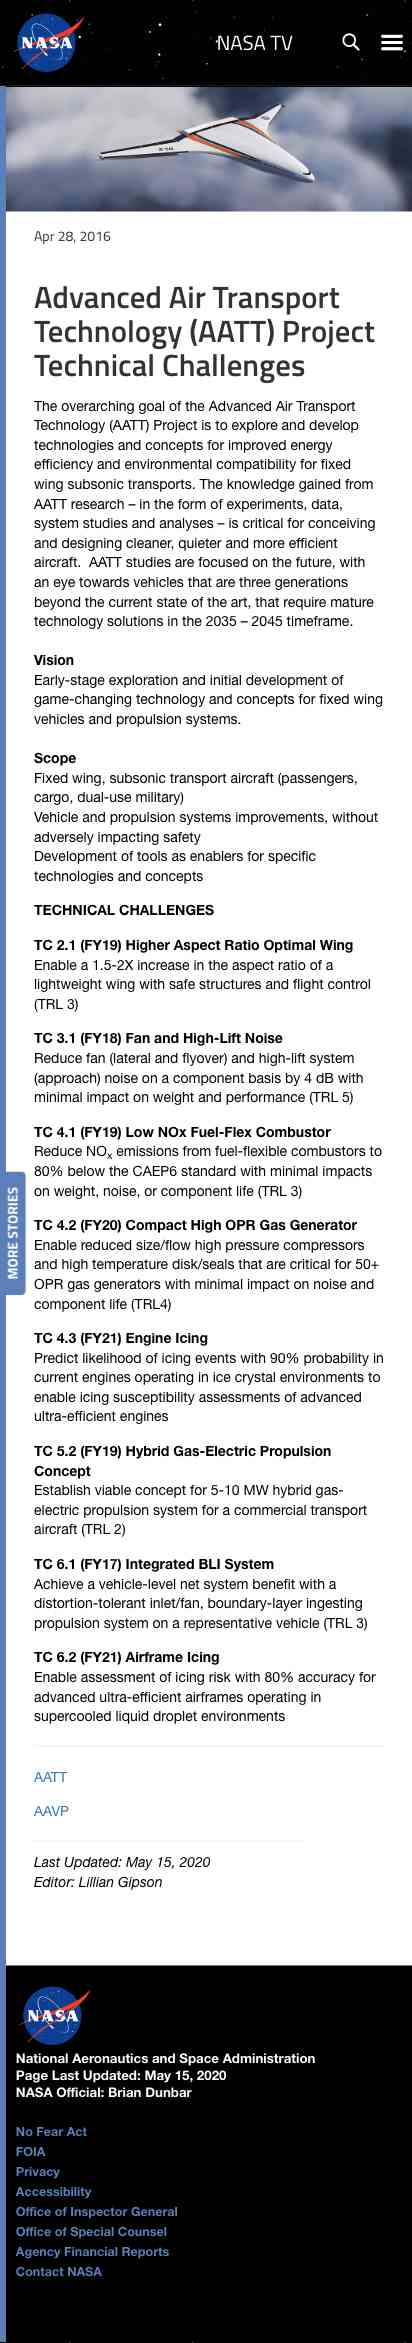 NASA
NASA TV
Apr 28, 2016
Advanced Air Transport
Technology (AATT) Project
Technical Challenges
The overarching goal of the Advanced Air Transport
Technology (AATT) Project is to explore and develop
technologies and concepts for improved energy
efficiency and environmental compatibility for fixed
wing subsonic transports. The knowledge gained from
AATT research – in the form of experiments, data,
system studies and analyses – is critical for conceiving
and designing cleaner, quieter and more efficient
aircraft.  AATT studies are focused on the future, with
an eye towards vehicles that are three generations
beyond the current state of the art, that require mature
technology solutions in the 2035 – 2045 timeframe.
Vision
Early-stage exploration and initial development of
game-changing technology and concepts for fixed wing
vehicles and propulsion systems.
Scope
Fixed wing, subsonic transport aircraft (passengers,
cargo, dual-use military)
Vehicle and propulsion systems improvements, without
adversely impacting safety
Development of tools as enablers for specific
technologies and concepts
TECHNICAL CHALLENGES
TC 2.1 (FY19) Higher Aspect Ratio Optimal Wing
Enable a 1.5-2X increase in the aspect ratio of a
lightweight wing with safe structures and flight control
(TRL 3)
TC 3.1 (FY18) Fan and High-Lift Noise
Reduce fan (lateral and flyover) and high-lift system
(approach) noise on a component basis by 4 dB with
minimal impact on weight and performance (TRL 5)
TC 4.1 (FY19) Low NOx Fuel-Flex Combustor
Reduce NOx emissions from fuel-flexible combustors to
80% below the CAEP6 standard with minimal impacts
on weight, noise, or component life (TRL 3)
MORE STORIES
TC 4.2 (FY20) Compact High OPR Gas Generator
Enable reduced size/flow high pressure compressors
and high temperature disk/seals that are critical for 50+
OPR gas generators with minimal impact on noise and
component life (TRL4)
TC 4.3 (FY21) Engine Icing
Predict likelihood of icing events with 90% probability in
current engines operating in ice crystal environments to
enable icing susceptibility assessments of advanced
ultra-efficient engines
TC 5.2 (FY19) Hybrid Gas-Electric Propulsion
Concept
Establish viable concept for 5-10 MW hybrid gas-
electric propulsion system for a commercial transport
aircraft (TRL 2)
TC 6.1 (FY17) Integrated BLI System
Achieve a vehicle-level net system benefit with a
distortion-tolerant inlet/fan, boundary-layer ingesting
propulsion system on a representative vehicle (TRL 3)
TC 6.2 (FY21) Airframe Icing
Enable assessment of icing risk with 80% accuracy for
advanced ultra-efficient airframes operating in
supercooled liquid droplet environments
AATT
AAVP
Last Updated: May 15, 2020
Editor: Lillian Gipson
NASA
National Aeronautics and Space Administration
Page Last Updated: May 15, 2020
NASA Official: Brian Dunbar
No Fear Act
FOIA
Privacy
Accessibility
Office of Inspector General
Office of Special Counsel
Agency Financial Reports
Contact NASA